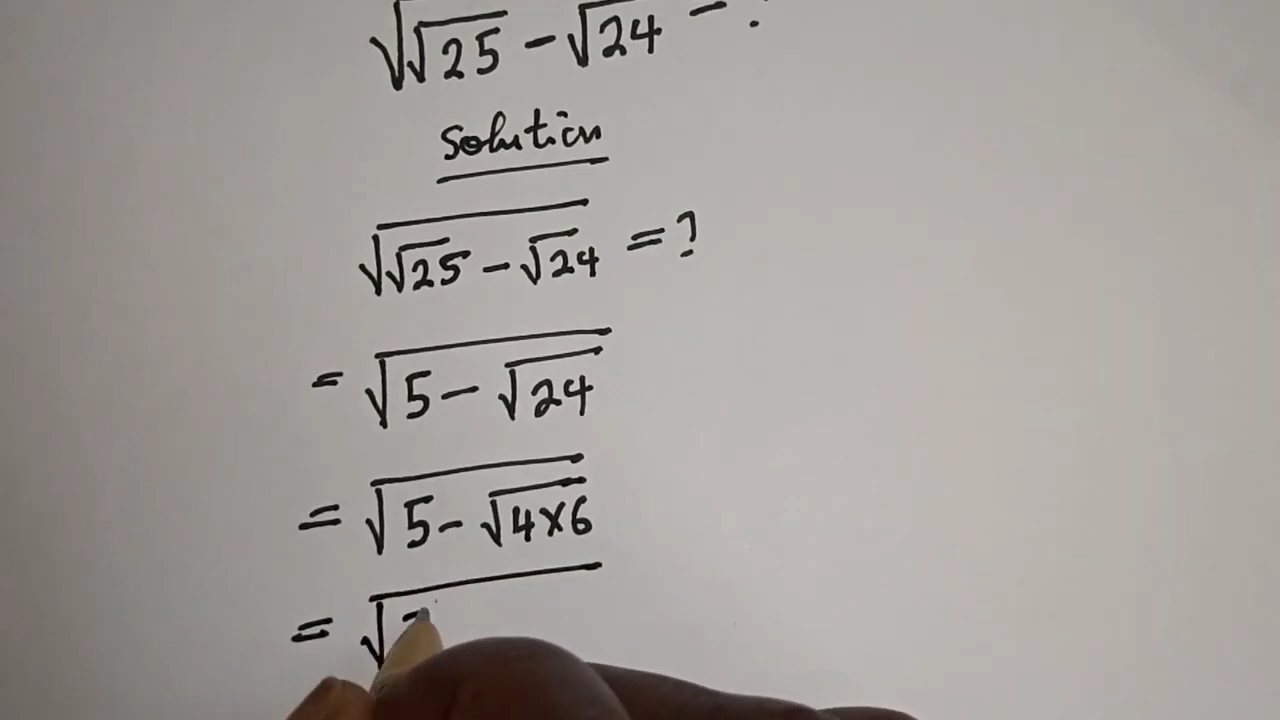 √(√25 - √24 = ?
Solution
√(√25 - √24) = ?
= √(5 - √24)
= √(5 - √(4×6))
= √